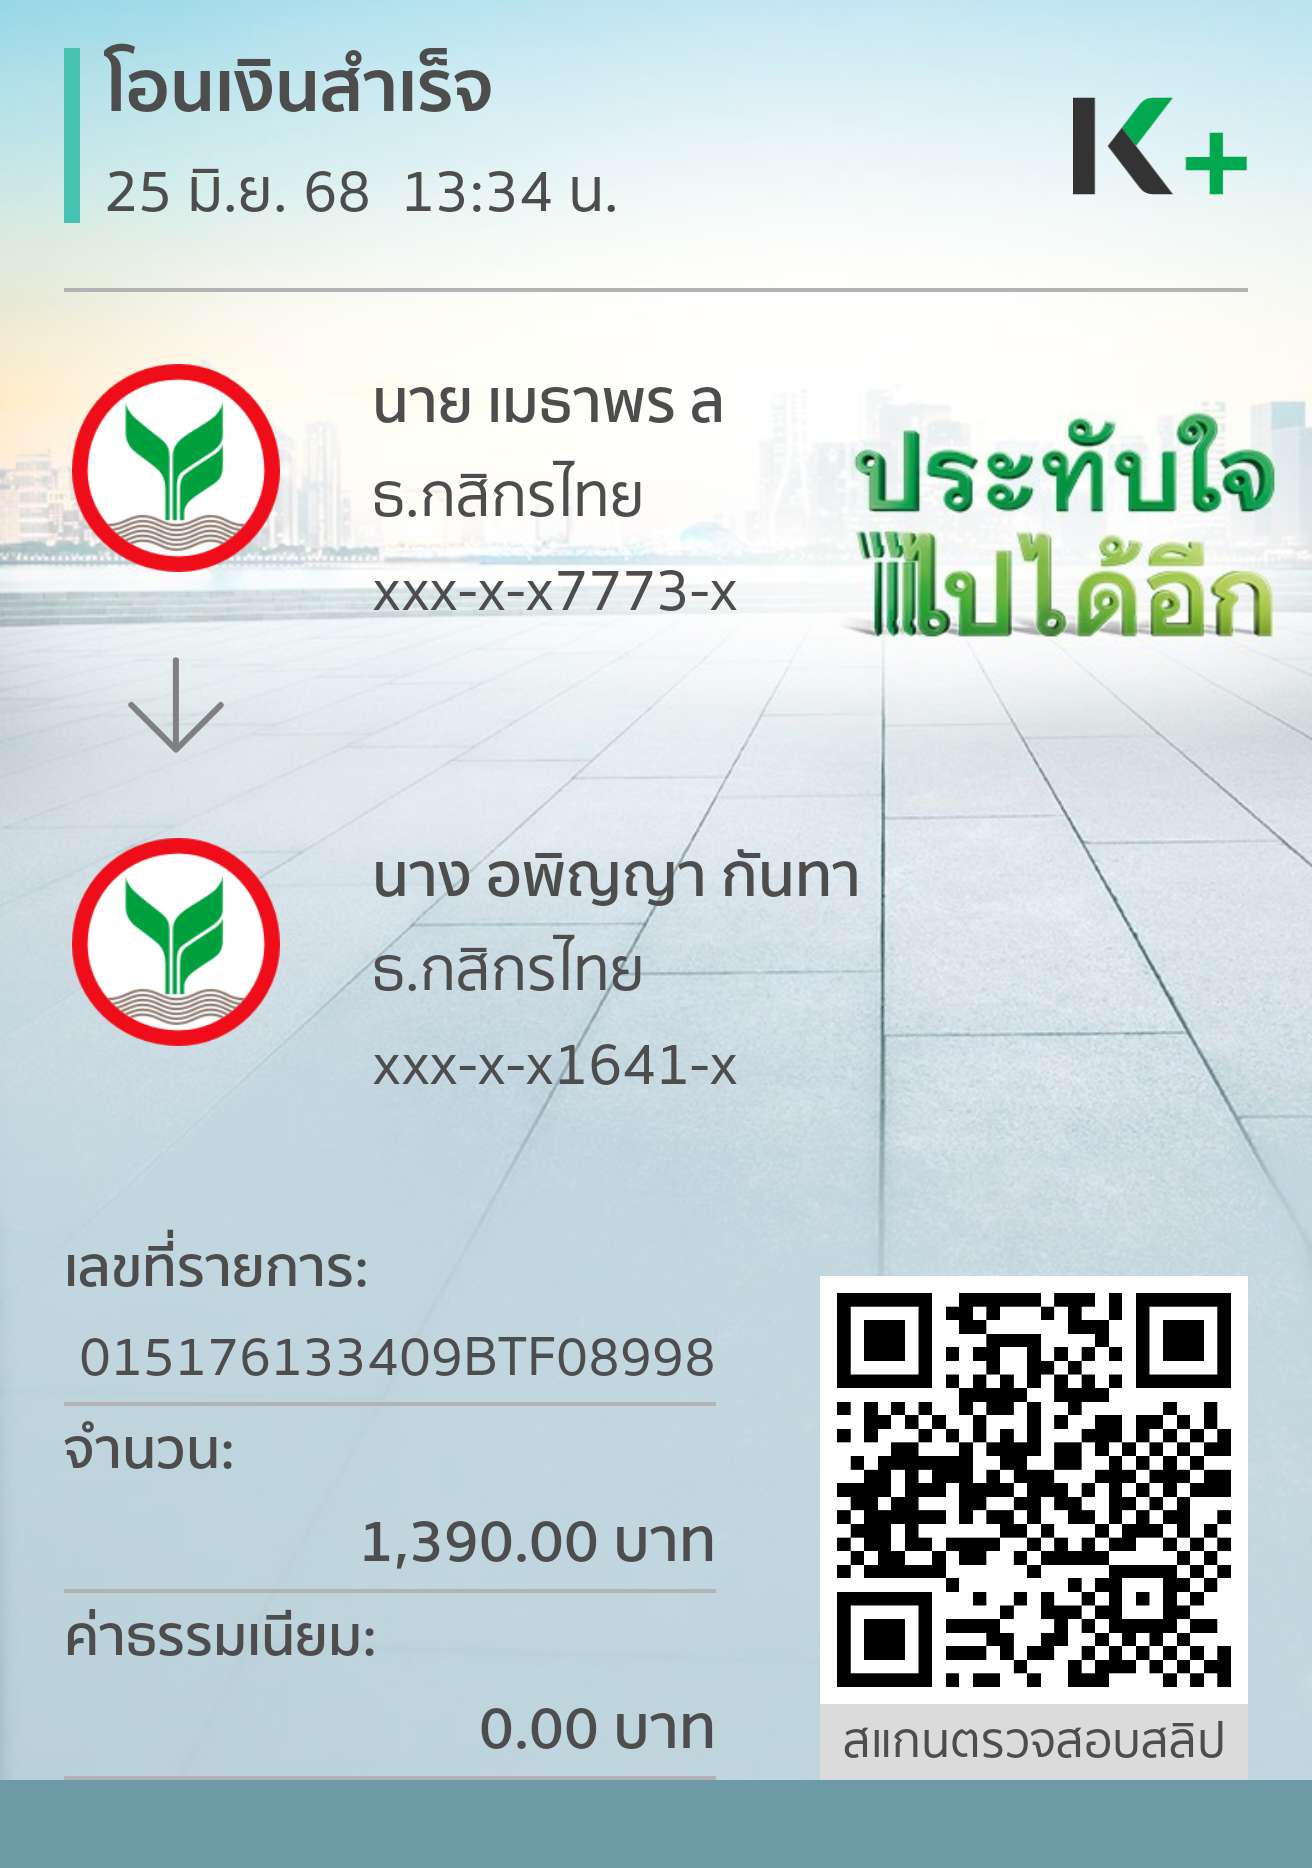 โอนเงินสำเร็จ
25 มิ.ย. 68  13:34 น.
K+
นาย เมธาพร ล
ธ.กสิกรไทย
xxx-x-x7773-x
ประทับใจ
ไปได้อีก
นาง อพิญญา กันทา
ธ.กสิกรไทย
xxx-x-x1641-x
เลขที่รายการ:
015176133409BTF08998
จำนวน:
1,390.00 บาท
ค่าธรรมเนียม:
0.00 บาท
สแกนตรวจสอบสลิป